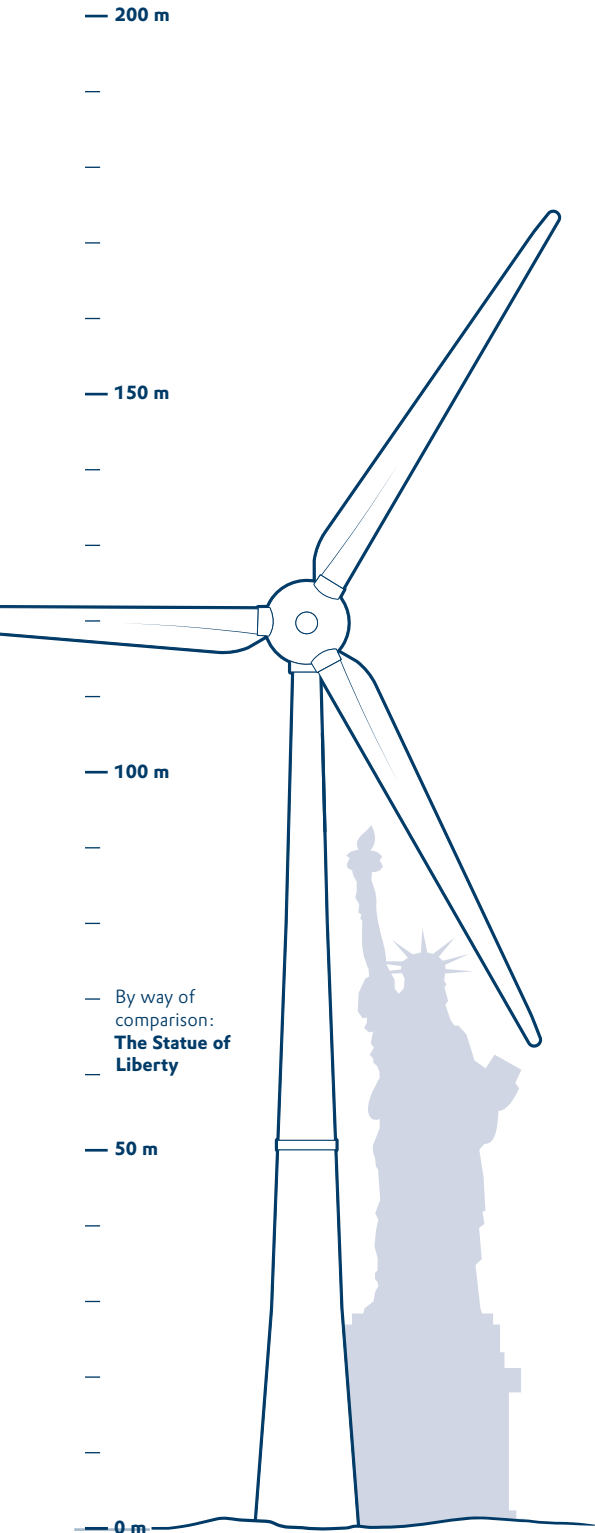 200 m
150 m
100 m
By way of
comparison:
The Statue of
Liberty
50 m
0 m